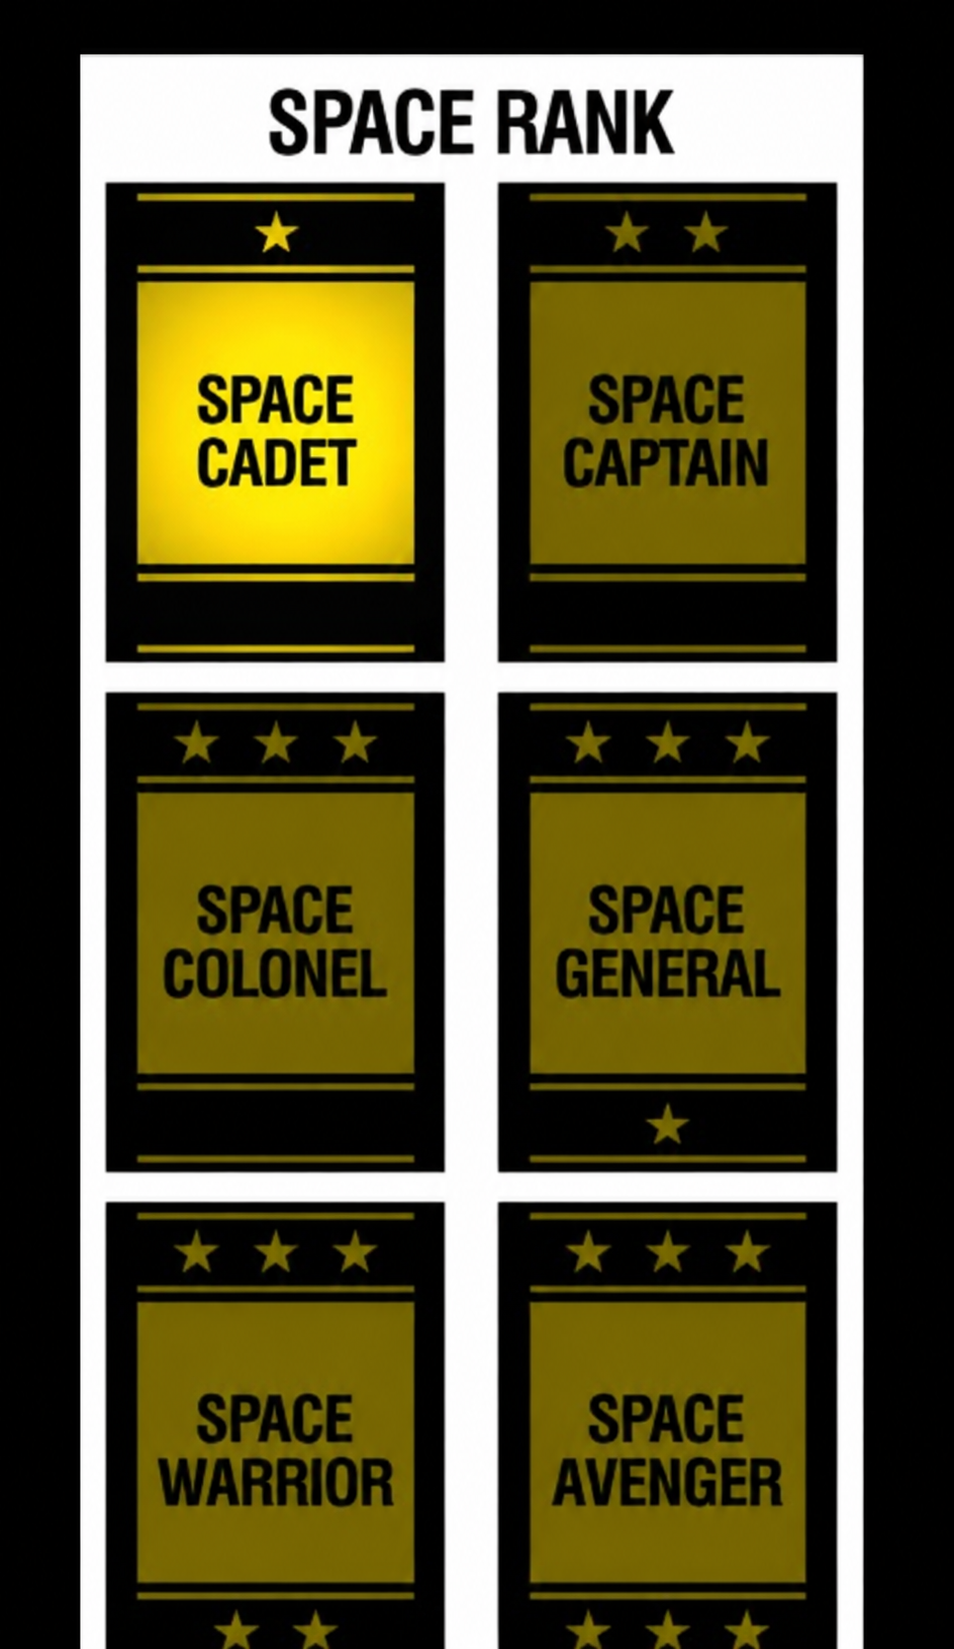 SPACE RANK
SPACE
CADET
SPACE
CAPTAIN
SPACE
COLONEL
SPACE
GENERAL
SPACE
WARRIOR
SPACE
AVENGER